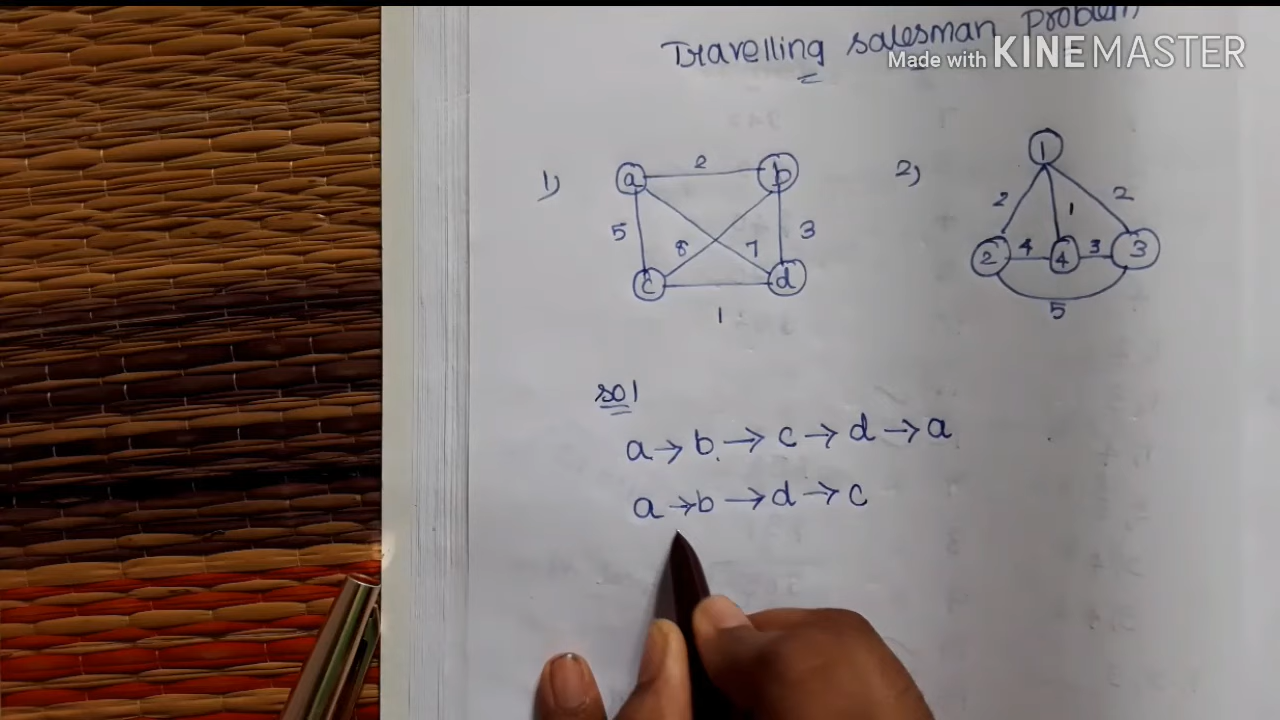 Travelling salesman Problem
Made with KINEMASTER
1)
a 2 b
5 8 7 3
c d
1
2)
1
2 1 2
2 4 4 3 3
5
sol
a → b → c → d → a
a → b → d → c